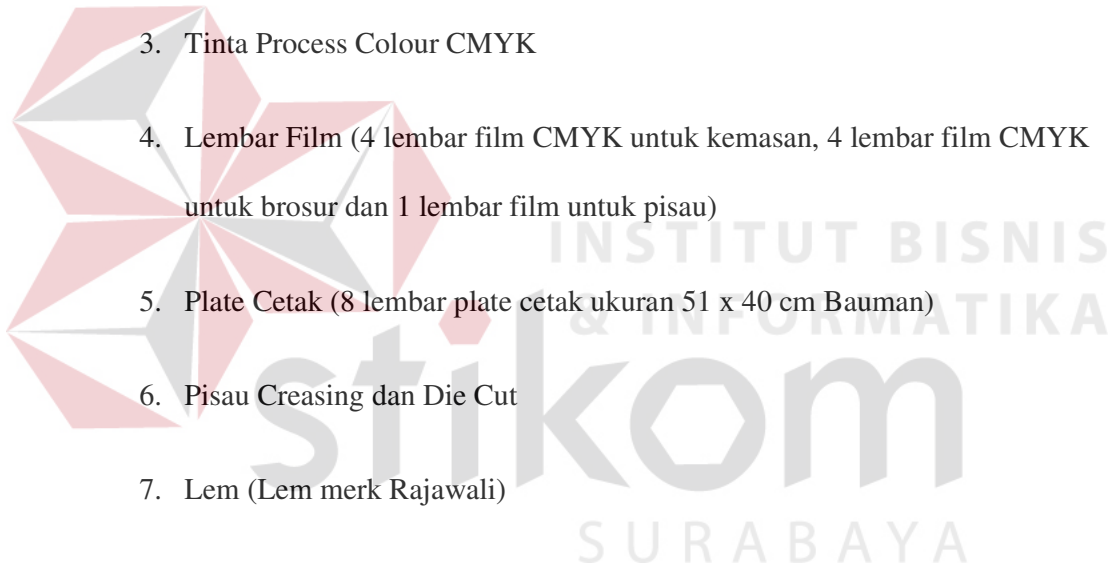 3. Tinta Process Colour CMYK
4. Lembar Film (4 lembar film CMYK untuk kemasan, 4 lembar film CMYK
untuk brosur dan 1 lembar film untuk pisau)
INSTITUT BISNIS
5. Plate Cetak (8 lembar plate cetak ukuran 51 x 40 cm Bauman)
& INFORMATIKA
stikom
6. Pisau Creasing dan Die Cut
7. Lem (Lem merk Rajawali)
SURABAYA